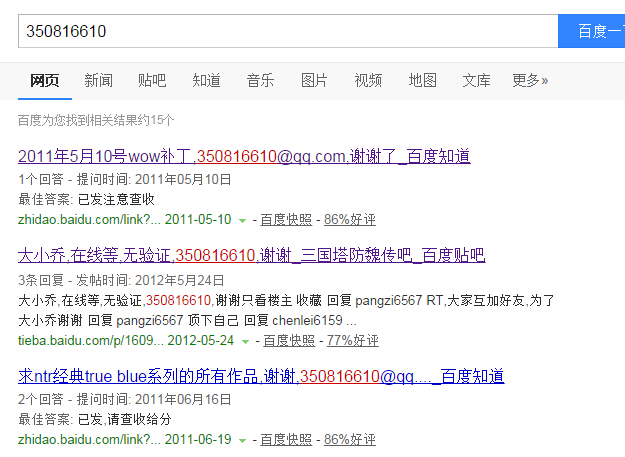 350816610 百度一
网页 新闻 贴吧 知道 音乐 图片 视频 地图 文库 更多»
百度为您找到相关结果约15个
2011年5月10号wow补丁,350816610@qq.com,谢谢了_百度知道
1个回答 - 提问时间: 2011年05月10日
最佳答案: 已发注意查收
zhidao.baidu.com/link?... 2011-05-10 - 百度快照 - 86%好评
大小乔,在线等.无验证,350816610,谢谢_三国塔防魏传吧_百度贴吧
3条回复 - 发帖时间: 2012年5月24日
大小乔,在线等,无验证,350816610,谢谢只看楼主 收藏 回复 pangzi6567 RT,大家互加好友,为了
大小乔谢谢 回复 pangzi6567 顶下自己 回复 chenlei6159 ...
tieba.baidu.com/p/1609... 2012-05-24 - 百度快照 - 77%好评
求ntr经典true blue系列的所有作品,谢谢,350816610@qq...._百度知道
2个回答 - 提问时间: 2011年06月16日
最佳答案: 已发,请查收给分
zhidao.baidu.com/link?... 2011-06-19 - 百度快照 - 86%好评